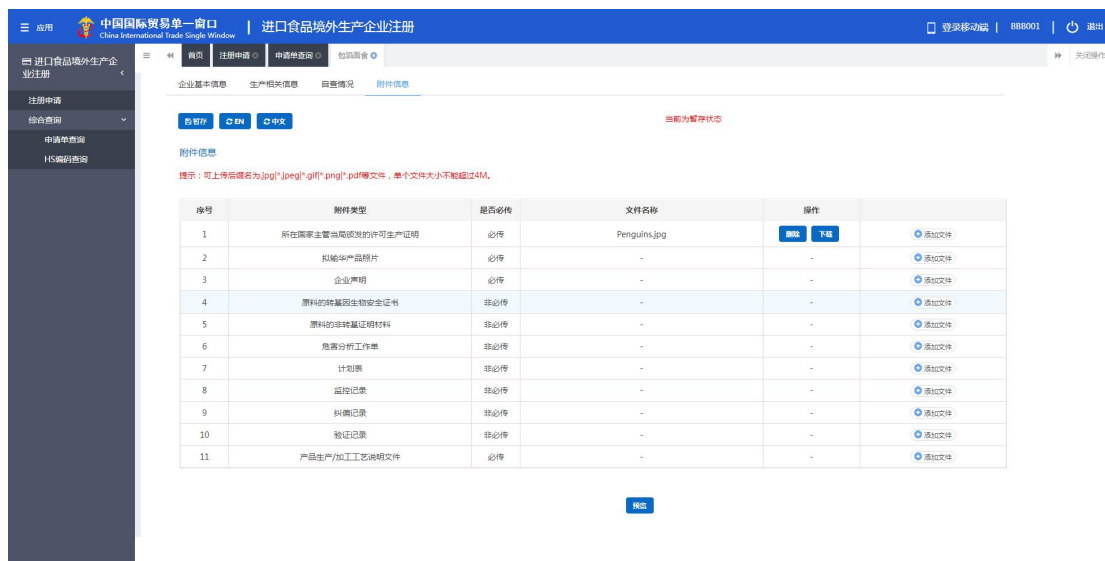 应用 中国国际贸易单一窗口 | 进口食品境外生产企业注册 登录移动端 | BBB001 | 退出
China International Trade Single Window
进口食品境外生产企业注册
首页 注册申请 申请单查询 包馅面食 关闭操作
企业基本信息 生产相关信息 自查情况 附件信息
注册申请
综合查询
申请单查询
HS编码查询
暂存 EN 中文 当前为暂存状态
附件信息
提示：可上传后缀名为.jpg|*.jpeg|*.gif|*.png|*.pdf等文件，单个文件大小不能超过4M。
序号 附件类型 是否必传 文件名称 操作
1 所在国家主管当局颁发的许可生产证明 必传 Penguins.jpg 删除 下载 添加文件
2 拟输华产品照片 必传 - - 添加文件
3 企业声明 必传 - - 添加文件
4 原料的转基因生物安全证书 非必传 - - 添加文件
5 原料的非转基证明材料 非必传 - - 添加文件
6 危害分析工作单 非必传 - - 添加文件
7 计划表 非必传 - - 添加文件
8 监控记录 非必传 - - 添加文件
9 纠偏记录 非必传 - - 添加文件
10 验证记录 非必传 - - 添加文件
11 产品生产/加工工艺说明文件 必传 - - 添加文件
预览